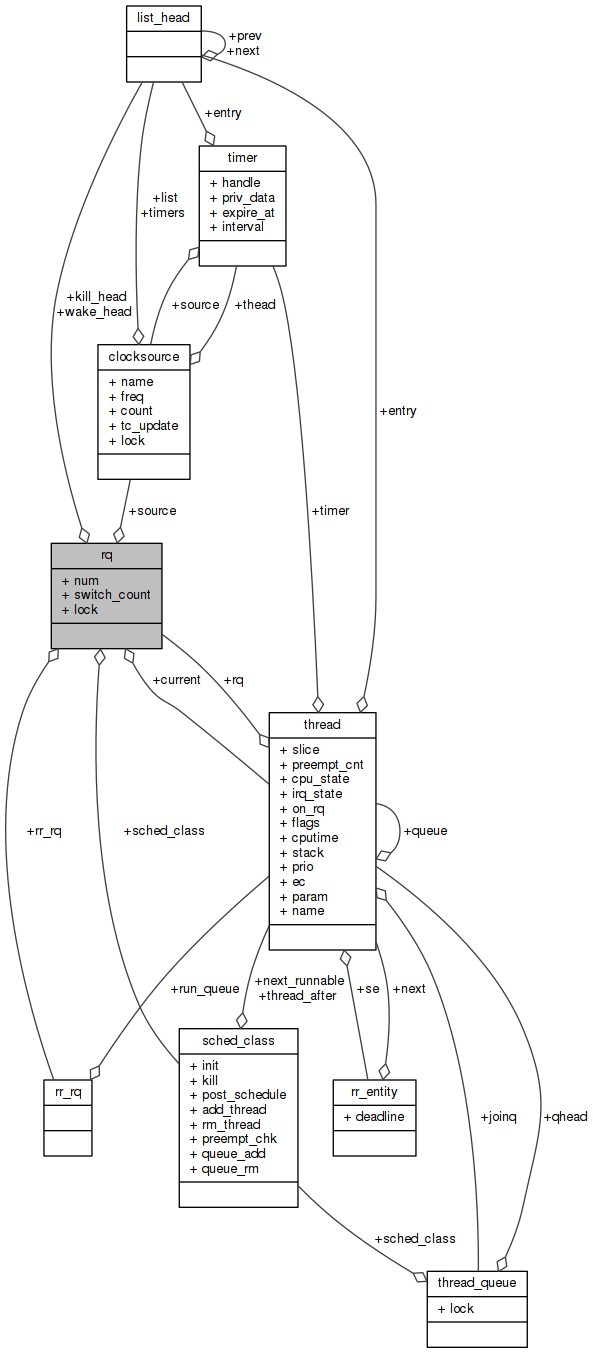 list_head
+prev
+next
+entry
timer
+ handle
+ priv_data
+ expire_at
+ interval
+list
+timers
+kill_head
+wake_head
+source
+thead
clocksource
+ name
+ freq
+ count
+ tc_update
+ lock
+entry
+source
+timer
rq
+ num
+ switch_count
+ lock
+current
+rq
thread
+ slice
+ preempt_cnt
+ cpu_state
+ irq_state
+ on_rq
+ flags
+ cputime
+ stack
+ prio
+ ec
+ param
+ name
+rr_rq
+sched_class
+queue
+run_queue
+next_runnable
+thread_after
+se
+next
sched_class
+ init
+ kill
+ post_schedule
+ add_thread
+ rm_thread
+ preempt_chk
+ queue_add
+ queue_rm
rr_rq
rr_entity
+ deadline
+joinq
+qhead
+sched_class
thread_queue
+ lock